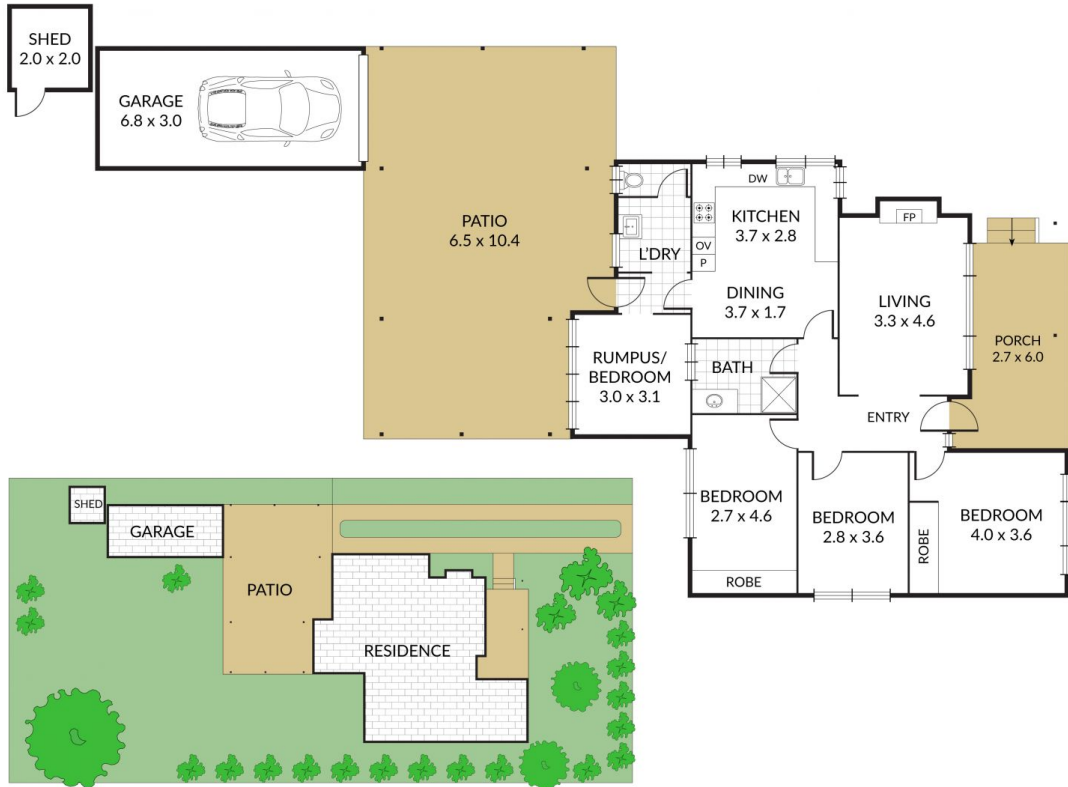 SHED
2.0 x 2.0
GARAGE
6.8 x 3.0
PATIO
6.5 x 10.4
DW
KITCHEN
3.7 x 2.8
OV
P
L'DRY
DINING
3.7 x 1.7
FP
LIVING
3.3 x 4.6
PORCH
2.7 x 6.0
RUMPUS/
BEDROOM
3.0 x 3.1
BATH
ENTRY
BEDROOM
2.7 x 4.6
ROBE
BEDROOM
2.8 x 3.6
ROBE
BEDROOM
4.0 x 3.6
SHED
GARAGE
PATIO
RESIDENCE